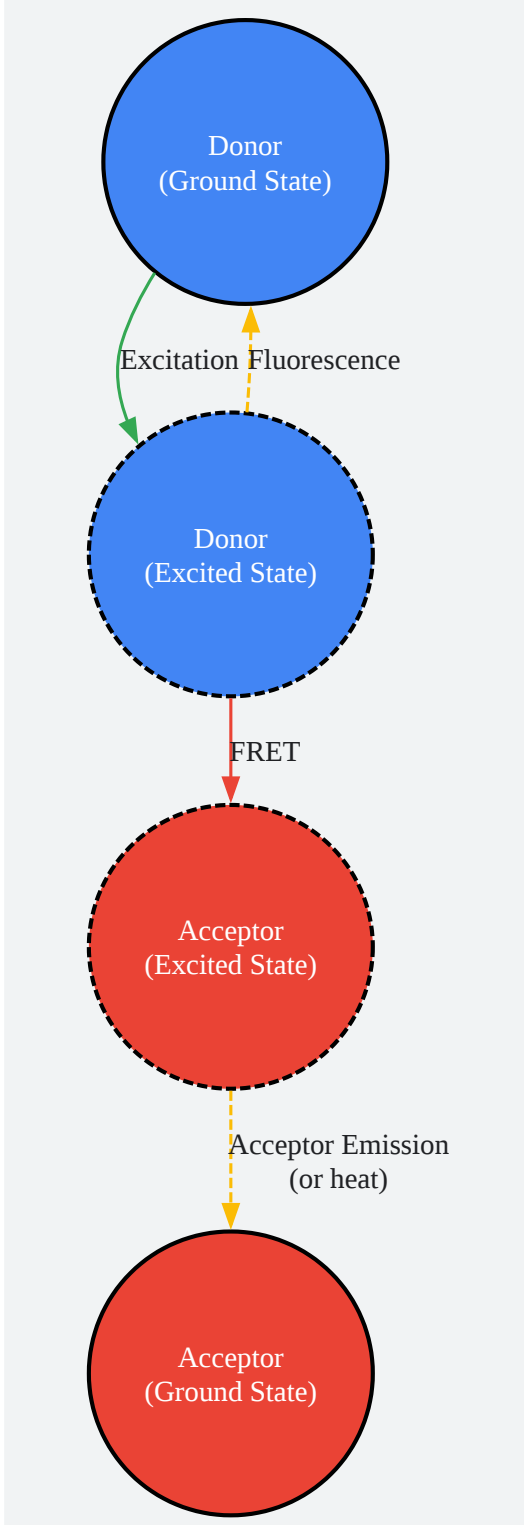 Donor
(Ground State)
Excitation
Fluorescence
Donor
(Excited State)
FRET
Acceptor
(Excited State)
Acceptor Emission
(or heat)
Acceptor
(Ground State)